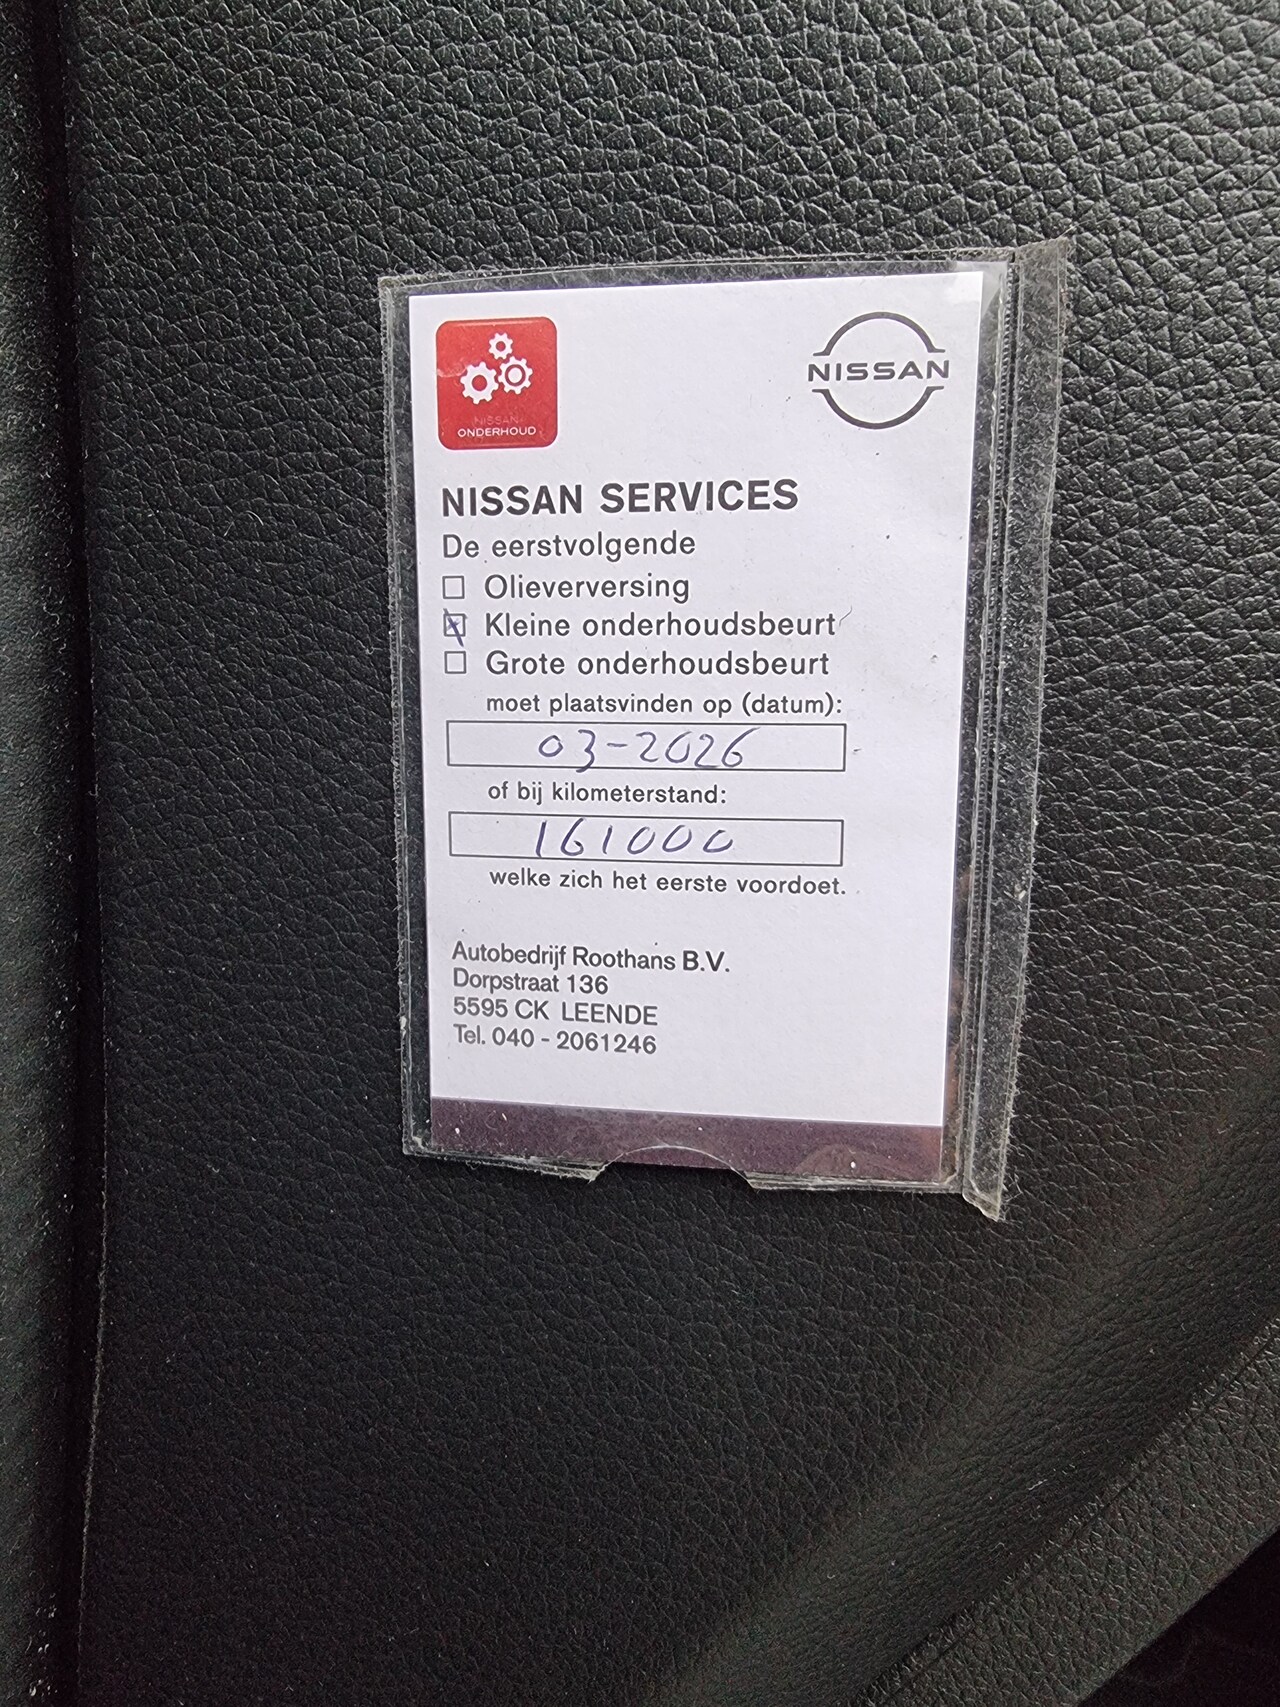 NISSAN
ONDERHOUD
NISSAN
NISSAN SERVICES
De eerstvolgende
Olieverversing
Kleine onderhoudsbeurt
Grote onderhoudsbeurt
moet plaatsvinden op (datum):
03-2026
of bij kilometerstand:
161000
welke zich het eerste voordoet.
Autobedrijf Roothans B.V.
Dorpstraat 136
5595 CK LEENDE
Tel. 040 - 2061246